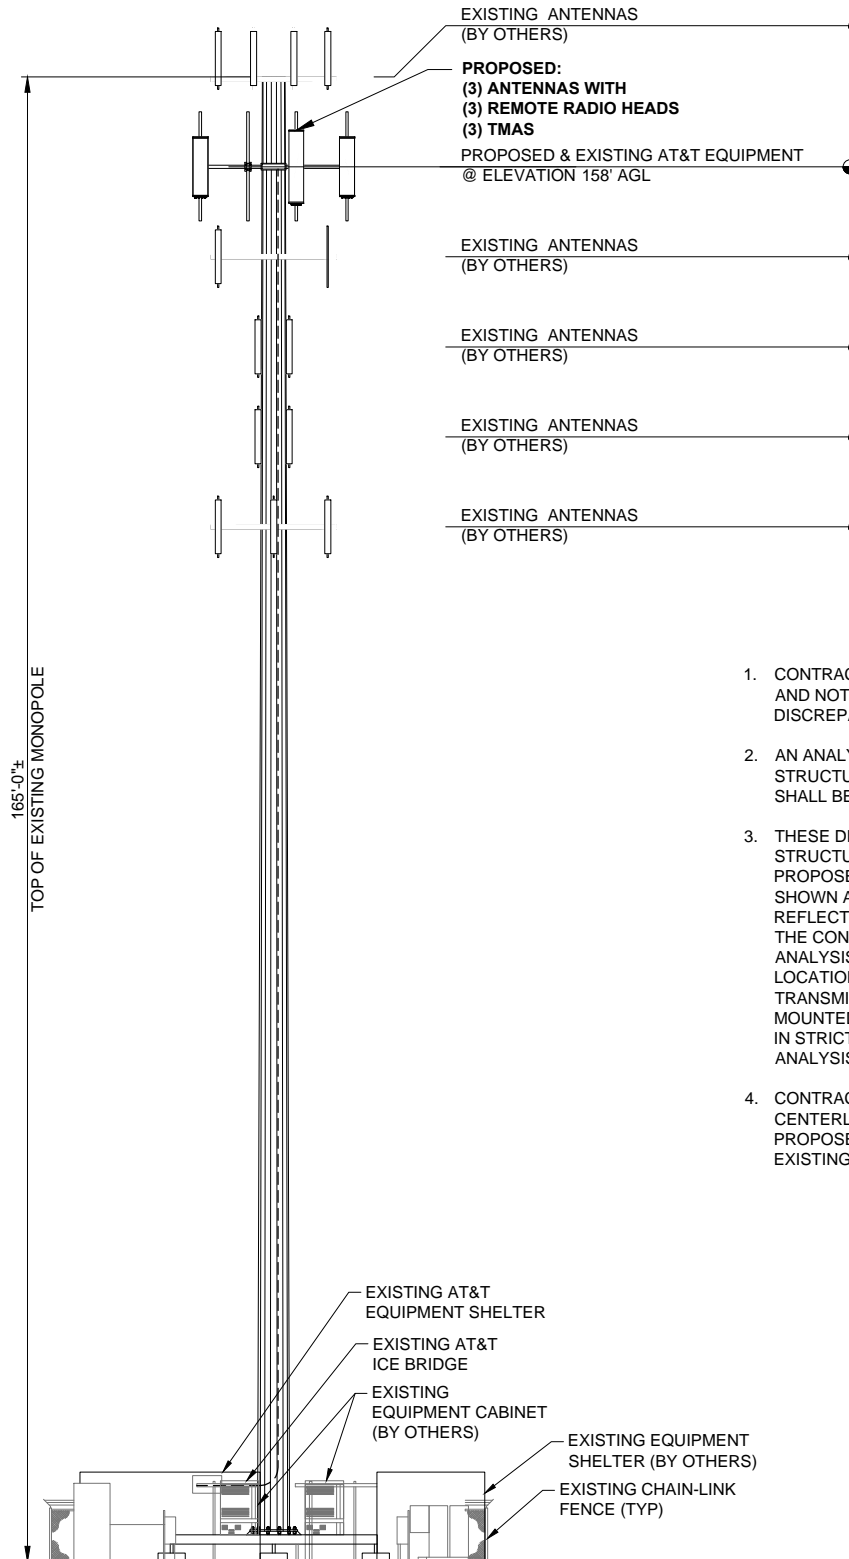 EXISTING ANTENNAS
(BY OTHERS)
PROPOSED:
(3) ANTENNAS WITH
(3) REMOTE RADIO HEADS
(3) TMAS
PROPOSED & EXISTING AT&T EQUIPMENT
@ ELEVATION 158' AGL
EXISTING ANTENNAS
(BY OTHERS)
EXISTING ANTENNAS
(BY OTHERS)
EXISTING ANTENNAS
(BY OTHERS)
EXISTING ANTENNAS
(BY OTHERS)
165'-0"±
TOP OF EXISTING MONOPOLE
1. CONTRAC
AND NOT
DISCREPA
2. AN ANALY
STRUCTU
SHALL BE
3. THESE DR
STRUCTU
PROPOSE
SHOWN A
REFLECT
THE CON
ANALYSIS
LOCATION
TRANSMI
MOUNTE
IN STRICT
ANALYSIS
4. CONTRAC
CENTERL
PROPOSE
EXISTING
EXISTING AT&T
EQUIPMENT SHELTER
EXISTING AT&T
ICE BRIDGE
EXISTING
EQUIPMENT CABINET
(BY OTHERS)
EXISTING EQUIPMENT
SHELTER (BY OTHERS)
EXISTING CHAIN-LINK
FENCE (TYP)